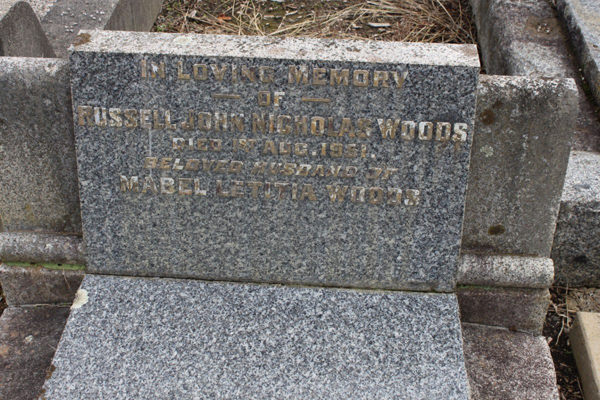 IN LOVING MEMORY
OF
RUSSELL JOHN NICHOLAS WOODS
DIED 1ST AUG. 1951.
BELOVED HUSBAND OF
MABEL LETITIA WOODS